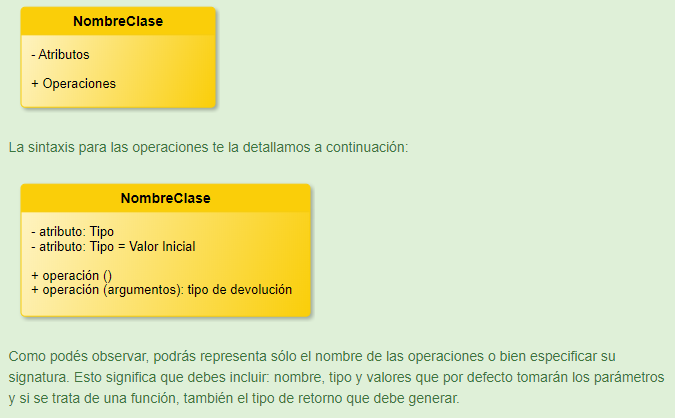 NombreClase
- Atributos
+ Operaciones
La sintaxis para las operaciones te la detallamos a continuación:
NombreClase
- atributo: Tipo
- atributo: Tipo = Valor Inicial
+ operación ()
+ operación (argumentos): tipo de devolución
Como podés observar, podrás representa sólo el nombre de las operaciones o bien especificar su
signatura. Esto significa que debes incluir: nombre, tipo y valores que por defecto tomarán los parámetros
y si se trata de una función, también el tipo de retorno que debe generar.